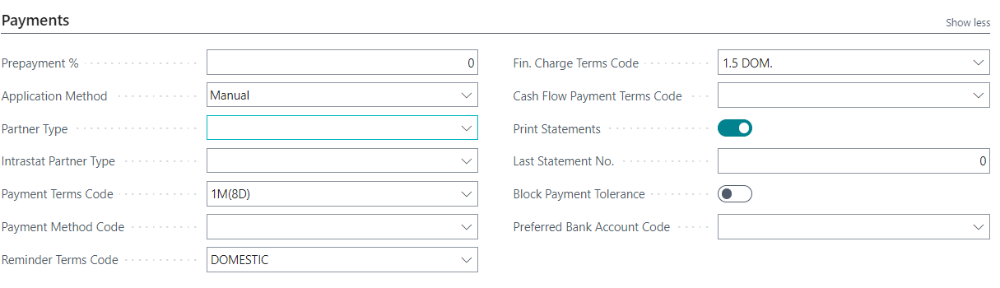 Payments
Show less
Prepayment % 0
Application Method Manual
Partner Type
Intrastat Partner Type
Payment Terms Code 1M(8D)
Payment Method Code
Reminder Terms Code DOMESTIC
Fin. Charge Terms Code 1.5 DOM.
Cash Flow Payment Terms Code
Print Statements
Last Statement No. 0
Block Payment Tolerance
Preferred Bank Account Code